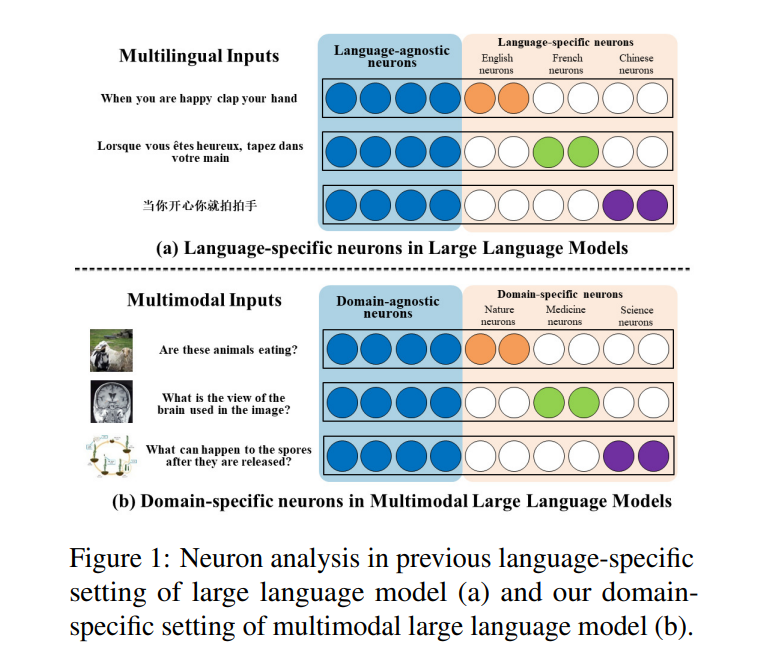 Multilingual Inputs
Language-agnostic
neurons
Language-specific neurons
English
neurons
French
neurons
Chinese
neurons
When you are happy clap your hand
Lorsque vous êtes heureux, tapez dans
votre main
当你开心你就拍拍手
(a) Language-specific neurons in Large Language Models
Multimodal Inputs
Domain-agnostic
neurons
Domain-specific neurons
Nature
neurons
Medicine
neurons
Science
neurons
Are these animals eating?
What is the view of the
brain used in the image?
What can happen to the spores
after they are released?
(b) Domain-specific neurons in Multimodal Large Language Models
Figure 1: Neuron analysis in previous language-specific
setting of large language model (a) and our domain-
specific setting of multimodal large language model (b).